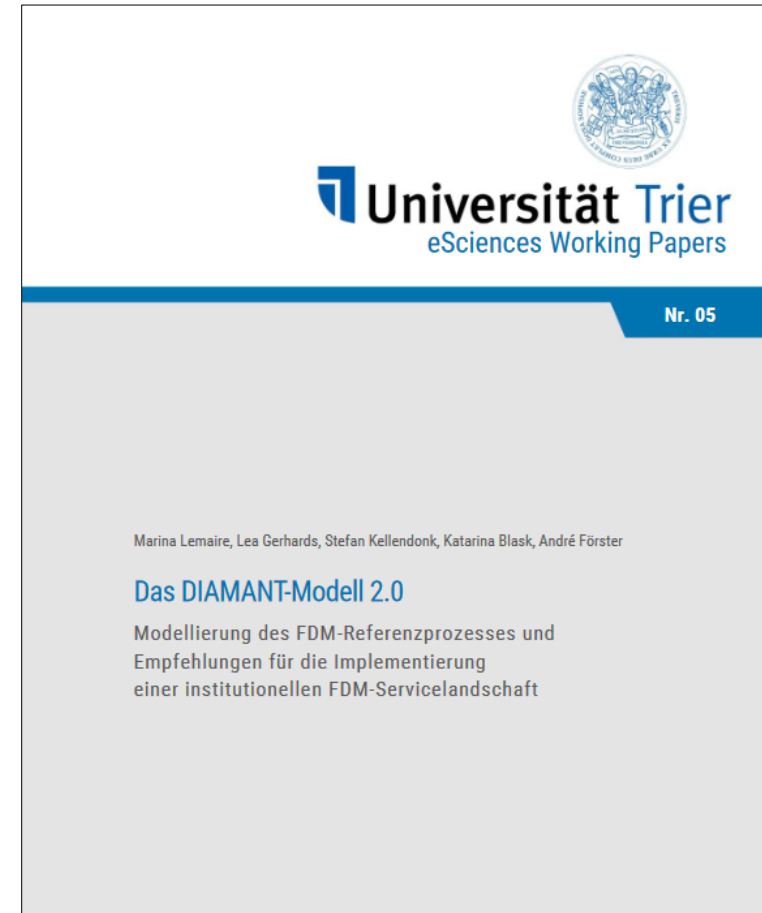 Universität Trier
eSciences Working Papers
Nr. 05
Marina Lemaire, Lea Gerhards, Stefan Kellendonk, Katarina Blask, André Förster
Das DIAMANT-Modell 2.0
Modellierung des FDM-Referenzprozesses und
Empfehlungen für die Implementierung
einer institutionellen FDM-Servicelandschaft